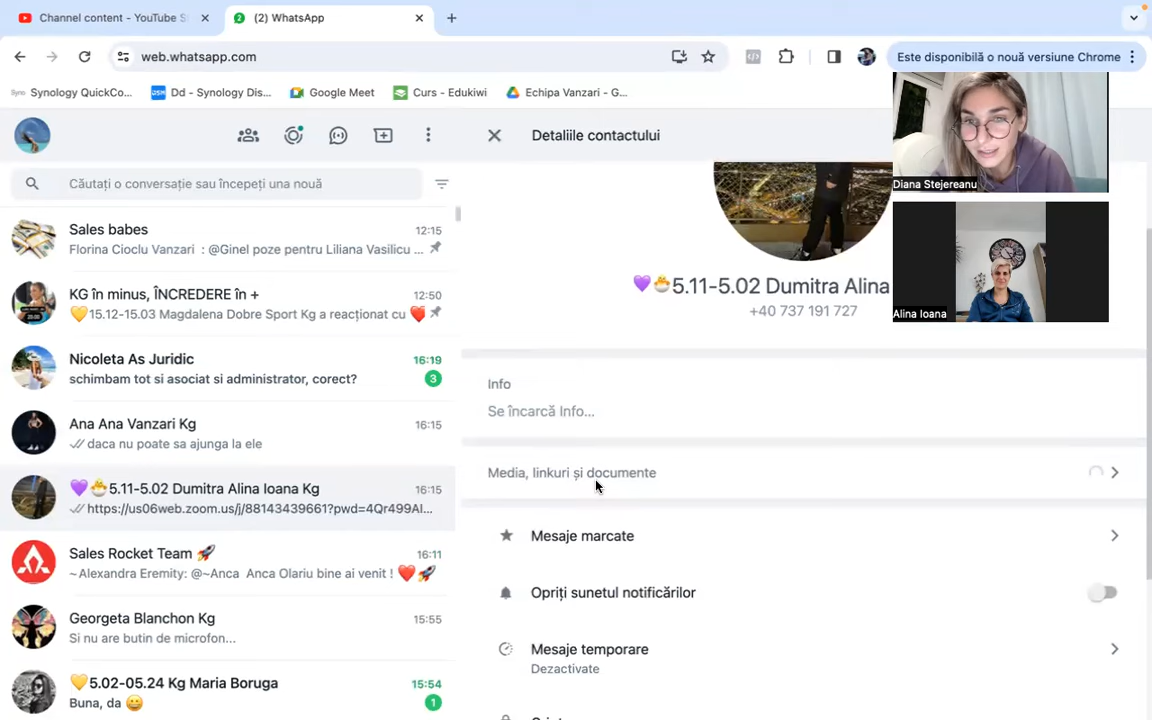 Channel content - YouTube S
(2) WhatsApp
web.whatsapp.com
Este disponibilă o nouă versiune Chrome
Synology QuickCo...
Dd - Synology Dis...
Google Meet
Curs - Edukiwi
Echipa Vanzari - G...
Detaliile contactului
Căutați o conversație sau începeți una nouă
Sales babes
12:15
Florina Cioclu Vanzari : @Ginel poze pentru Liliana Vasilicu ...
KG în minus, ÎNCREDERE în +
12:50
💛15.12-15.03 Magdalena Dobre Sport Kg a reacționat cu ❤️
Nicoleta As Juridic
16:19
schimbam tot si asociat si administrator, corect?
3
Ana Ana Vanzari Kg
16:15
daca nu poate sa ajunga la ele
💜🐣5.11-5.02 Dumitra Alina Ioana Kg
16:15
https://us06web.zoom.us/j/88143439661?pwd=4Qr499AI...
Sales Rocket Team 🚀
16:11
~Alexandra Eremity: @~Anca Anca Olariu bine ai venit ! ❤️🚀
Georgeta Blanchon Kg
15:55
Si nu are butin de microfon...
💛5.02-05.24 Kg Maria Boruga
15:54
Buna, da 😀
1
💜🐣5.11-5.02 Dumitra Alina
+40 737 191 727
Info
Se încarcă Info...
Media, linkuri și documente
Mesaje marcate
Opriți sunetul notificărilor
Mesaje temporare
Dezactivate
Diana Stejereanu
Alina Ioana